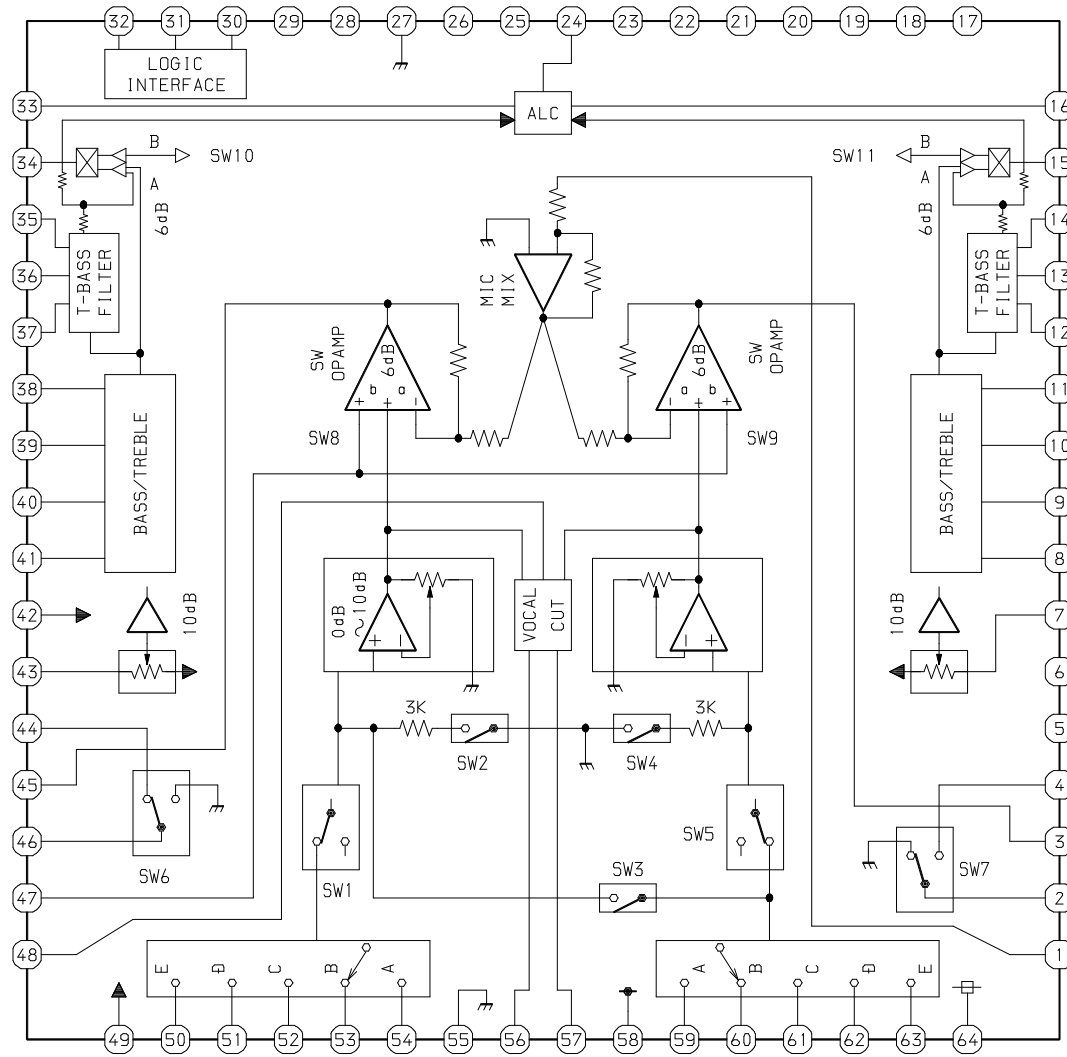 32 31 30 29 28 27 26 25 24 23 22 21 20 19 18 17
LOGIC
INTERFACE
33
ALC
16
34
B
A
SW10
6dB
SW11
B
A
6dB
15
35
36
37
T-BASS
FILTER
MIC
MIX
T-BASS
FILTER
14
13
12
SW
OPAMP
6dB
b a
+ + −
SW8
6dB
a b
− + +
SW9
SW
OPAMP
38
39
40
41
BASS/TREBLE
BASS/TREBLE
11
10
9
8
0dB
~10dB
+ −
VOCAL
CUT
− +
42
10dB
43
10dB
7
6
3K
SW2
SW4
3K
44
45
46
SW6
5
4
3
SW5
SW7
47
SW1
SW3
2
48
1
E D C B A
A B C D E
49 50 51 52 53 54 55 56 57 58 59 60 61 62 63 64